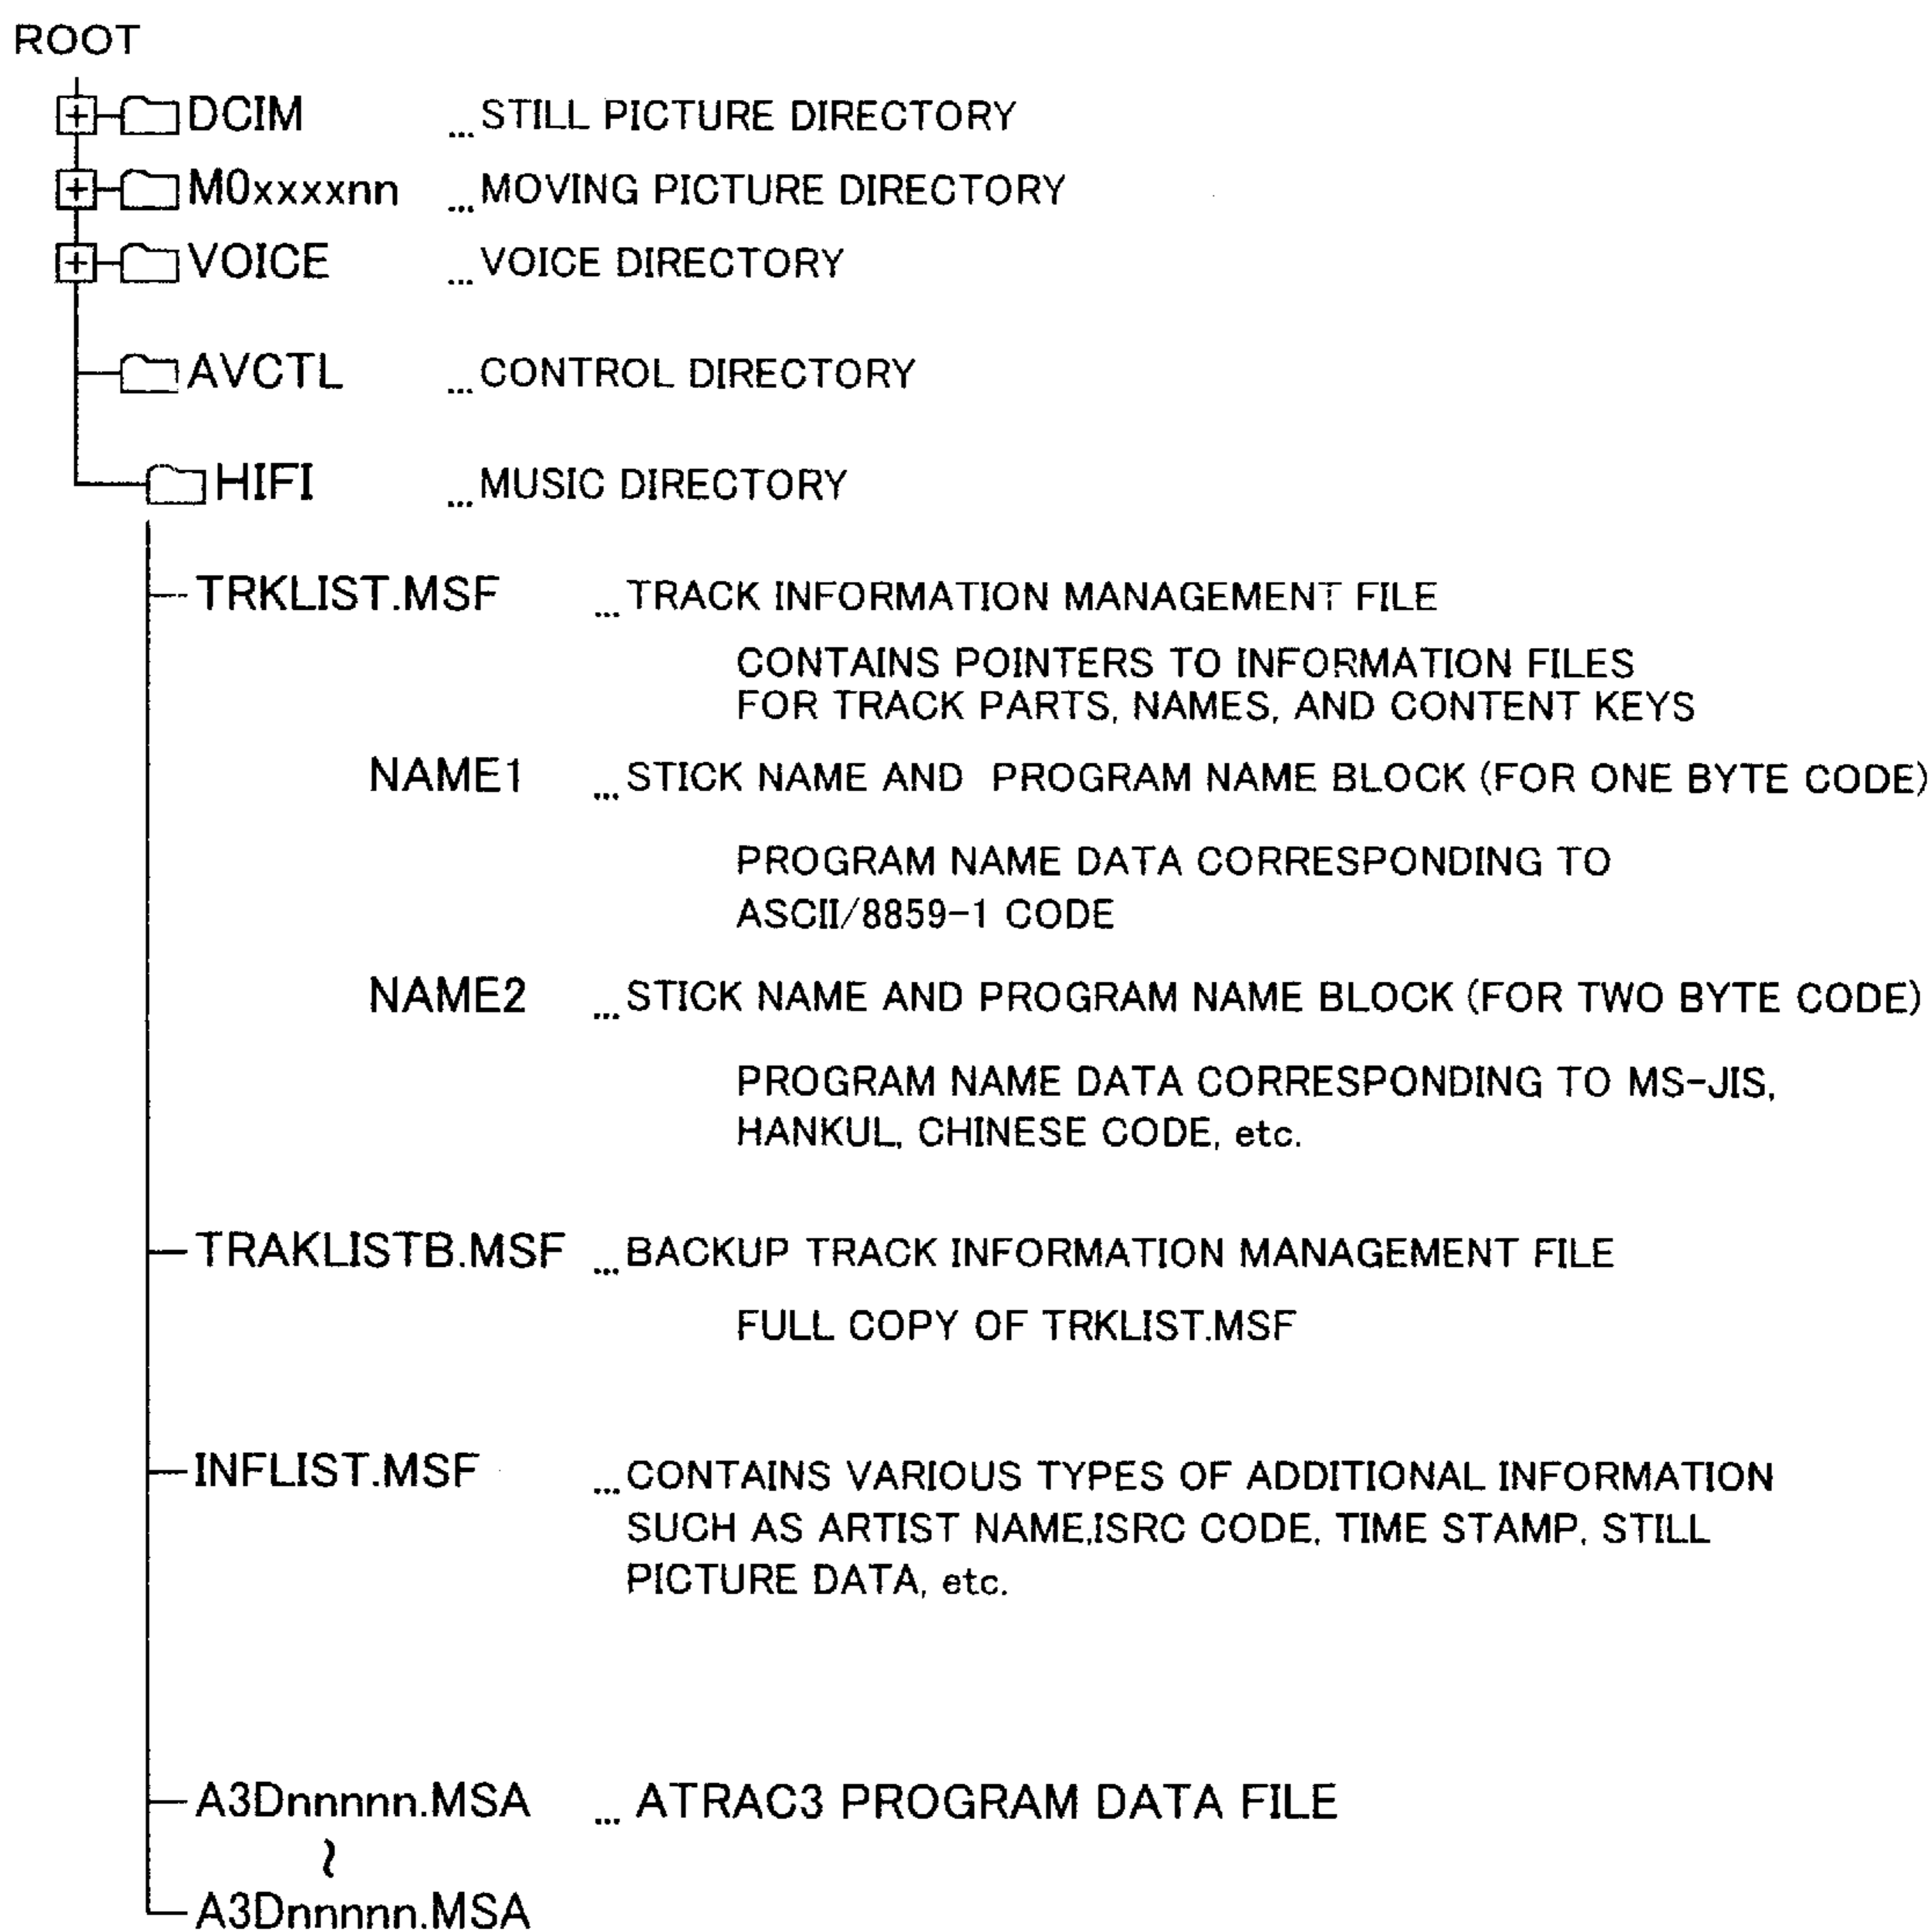 ROOT
DCIM ... STILL PICTURE DIRECTORY
M0xxxxnn ... MOVING PICTURE DIRECTORY
VOICE ... VOICE DIRECTORY
AVCTL ... CONTROL DIRECTORY
HIFI ... MUSIC DIRECTORY
TRKLIST.MSF ... TRACK INFORMATION MANAGEMENT FILE
CONTAINS POINTERS TO INFORMATION FILES
FOR TRACK PARTS, NAMES, AND CONTENT KEYS
NAME1 ... STICK NAME AND PROGRAM NAME BLOCK (FOR ONE BYTE CODE)
PROGRAM NAME DATA CORRESPONDING TO
ASCII/8859-1 CODE
NAME2 ... STICK NAME AND PROGRAM NAME BLOCK (FOR TWO BYTE CODE)
PROGRAM NAME DATA CORRESPONDING TO MS-JIS,
HANKUL, CHINESE CODE, etc.
TRAKLISTB.MSF ... BACKUP TRACK INFORMATION MANAGEMENT FILE
FULL COPY OF TRKLIST.MSF
INFLIST.MSF ... CONTAINS VARIOUS TYPES OF ADDITIONAL INFORMATION
SUCH AS ARTIST NAME,ISRC CODE, TIME STAMP, STILL
PICTURE DATA, etc.
A3Dnnnnn.MSA ... ATRAC3 PROGRAM DATA FILE
~
A3Dnnnnn.MSA